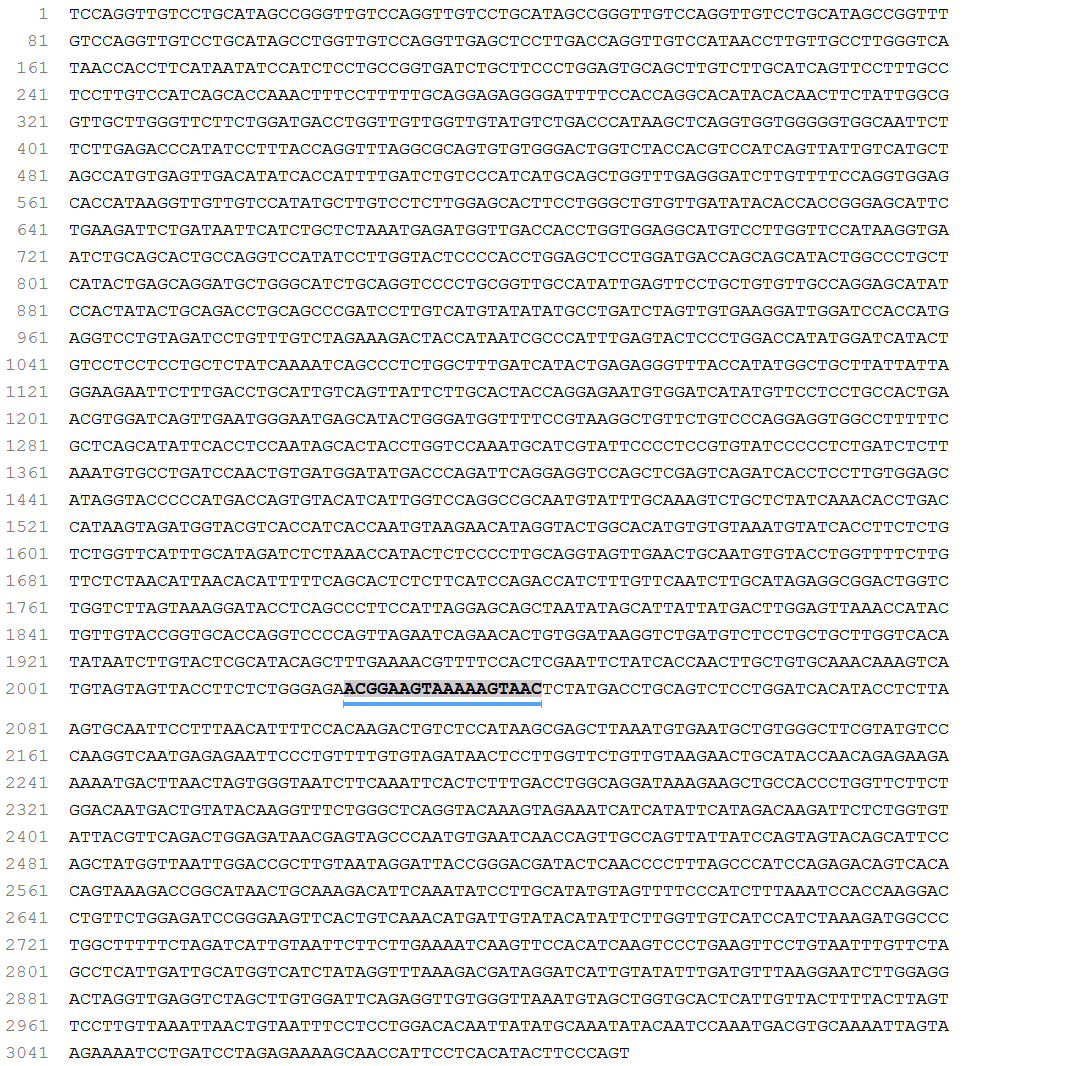 1 TCCAGGTTGTCCTGCATAGCCGGGTTGTCCAGGTTGTCCTGCATAGCCGGGTTGTCCAGGTTGTCCTGCATAGCCGGTTT
81 GTCCAGGTTGTCCTGCATAGCCTGGTTGTCCAGGTTGAGCTCCTTGACCAGGTTGTCCATAACCTTGTTGCCTTGGGTCA
161 TAACCACCTTCATAATATCCATCTCCTGCCGGTGATCTGCTTCCCTGGAGTGCAGCTTGTCTTGCATCAGTTCCTTTGCC
241 TCCTTGTCCATCAGCACCAAACTTTCCTTTTTGCAGGAGAGGGGATTTTCCACCAGGCACATACACAACTTCTATTGGCG
321 GTTGCTTGGGTTCTTCTGGATGACCTGGTTGTTGGTTGTATGTCTGACCCATAAGCTCAGGTGGTGGGGGTGGCAATTCT
401 TCTTGAGACCCATATCCTTTACCAGGTTTAGGCGCAGTGTGTGGGACTGGTCTACCACGTCCATCAGTTATTGTCATGCT
481 AGCCATGTGAGTTGACATATCACCATTTTGATCTGTCCCATCATGCAGCTGGTTTGAGGGATCTTGTTTTCCAGGTGGAG
561 CACCATAAGGTTGTTGTCCATATGCTTGTCCTCTTGGAGCACTTCCTGGGCTGTGTTGATATACACCACCGGGAGCATTC
641 TGAAGATTCTGATAATTCATCTGCTCTAAATGAGATGGTTGACCACCTGGTGGAGGCATGTCCTTGGTTCCATAAGGTGA
721 ATCTGCAGCACTGCCAGGTCCATATCCTTGGTACTCCCCACCTGGAGCTCCTGGATGACCAGCAGCATACTGGCCCTGCT
801 CATACTGAGCAGGATGCTGGGCATCTGCAGGTCCCCTGCGGTTGCCATATTGAGTTCCTGCTGTGTTGCCAGGAGCATAT
881 CCACTATACTGCAGACCTGCAGCCCGATCCTTGTCATGTATATATGCCTGATCTAGTTGTGAAGGATTGGATCCACCATG
961 AGGTCCTGTAGATCCTGTTTGTCTAGAAAGACTACCATAATCGCCCATTTGAGTACTCCCTGGACCATATGGATCATACT
1041 GTCCTCCTCCTGCTCTATCAAAATCAGCCCTCTGGCTTTGATCATACTGAGAGGGTTTACCATATGGCTGCTTATTATTA
1121 GGAAGAATTCTTTGACCTGCATTGTCAGTTATTCTTGCACTACCAGGAGAATGTGGATCATATGTTCCTCCTGCCACTGA
1201 ACGTGGATCAGTTGAATGGGAATGAGCATACTGGGATGGTTTTCCGTAAGGCTGTTCTGTCCCAGGAGGTGGCCTTTTTC
1281 GCTCAGCATATTCACCTCCAATAGCACTACCTGGTCCAAATGCATCGTATTCCCCTCCGTGTATCCCCCTCTGATCTCTT
1361 AAATGTGCCTGATCCAACTGTGATGGATATGACCCAGATTCAGGAGGTCCAGCTCGAGTCAGATCACCTCCTTGTGGAGC
1441 ATAGGTACCCCCATGACCAGTGTACATCATTGGTCCAGGCCGCAATGTATTTGCAAAGTCTGCTCTATCAAACACCTGAC
1521 CATAAGTAGATGGTACGTCACCATCACCAATGTAAGAACATAGGTACTGGCACATGTGTGTAAATGTATCACCTTCTCTG
1601 TCTGGTTCATTTGCATAGATCTCTAAACCATACTCTCCCCTTGCAGGTAGTTGAACTGCAATGTGTACCTGGTTTTCTTG
1681 TTCTCTAACATTAACACATTTTTCAGCACTCTCTTCATCCAGACCATCTTTGTTCAATCTTGCATAGAGGCGGACTGGTC
1761 TGGTCTTAGTAAAGGATACCTCAGCCCTTCCATTAGGAGCAGCTAATATAGCATTATTATGACTTGGAGTTAAACCATAC
1841 TGTTGTACCGGTGCACCAGGTCCCCAGTTAGAATCAGAACACTGTGGATAAGGTCTGATGTCTCCTGCTGCTTGGTCACA
1921 TATAATCTTGTACTCGCATACAGCTTTGAAAACGTTTTCCACTCGAATTCTATCACCAACTTGCTGTGCAAACAAAGTCA
2001 TGTAGTAGTTACCTTCTCTGGGAGAACGGAAGTAAAAAGTAACTCTATGACCTGCAGTCTCCTGGATCACATACCTCTTA
2081 AGTGCAATTCCTTTAACATTTTCCACAAGACTGTCTCCATAAGCGAGCTTAAATGTGAATGCTGTGGGCTTCGTATGTCC
2161 CAAGGTCAATGAGAGAATTCCCTGTTTTGTGTAGATAACTCCTTGGTTCTGTTGTAAGAACTGCATACCAACAGAGAAGA
2241 AAAATGACTTAACTAGTGGGTAATCTTCAAATTCACTCTTTGACCTGGCAGGATAAAGAAGCTGCCACCCTGGTTCTTCT
2321 GGACAATGACTGTATACAAGGTTTCTGGGCTCAGGTACAAAGTAGAAATCATCATATTCATAGACAAGATTCTCTGGTGT
2401 ATTACGTTCAGACTGGAGATAACGAGTAGCCCAATGTGAATCAACCAGTTGCCAGTTATTATCCAGTAGTACAGCATTCC
2481 AGCTATGGTTAATTGGACCGCTTGTAATAGGATTACCGGGACGATACTCAACCCCTTTAGCCCATCCAGAGACAGTCACA
2561 CAGTAAAGACCGGCATAACTGCAAAGACATTCAAATATCCTTGCATATGTAGTTTTCCCATCTTTAAATCCACCAAGGAC
2641 CTGTTCTGGAGATCCGGGAAGTTCACTGTCAAACATGATTGTATACATATTCTTGGTTGTCATCCATCTAAAGATGGCCC
2721 TGGCTTTTTCTAGATCATTGTAATTCTTCTTGAAAATCAAGTTCCACATCAAGTCCCTGAAGTTCCTGTAATTTGTTCTA
2801 GCCTCATTGATTGCATGGTCATCTATAGGTTTAAAGACGATAGGATCATTGTATATTTGATGTTTAAGGAATCTTGGAGG
2881 ACTAGGTTGAGGTCTAGCTTGTGGATTCAGAGGTTGTGGGTTAAATGTAGCTGGTGCACTCATTGTTACTTTTACTTAGT
2961 TCCTTGTTAAATTAACTGTAATTTCCTCCTGGACACAATTATATGCAAATATACAATCCAAATGACGTGCAAAATTAGTA
3041 AGAAAATCCTGATCCTAGAGAAAAGCAACCATTCCTCACATACTTCCCAGT